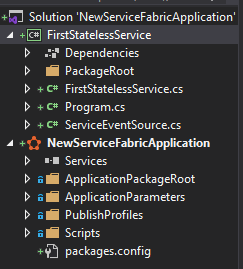 Solution 'NewServiceFabricApplication'
FirstStatelessService
Dependencies
PackageRoot
FirstStatelessService.cs
Program.cs
ServiceEventSource.cs
NewServiceFabricApplication
Services
ApplicationPackageRoot
ApplicationParameters
PublishProfiles
Scripts
packages.config